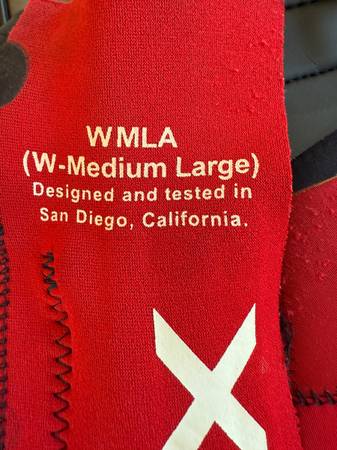 WMLA
(W-Medium Large)
Designed and tested in
San Diego, California.
X